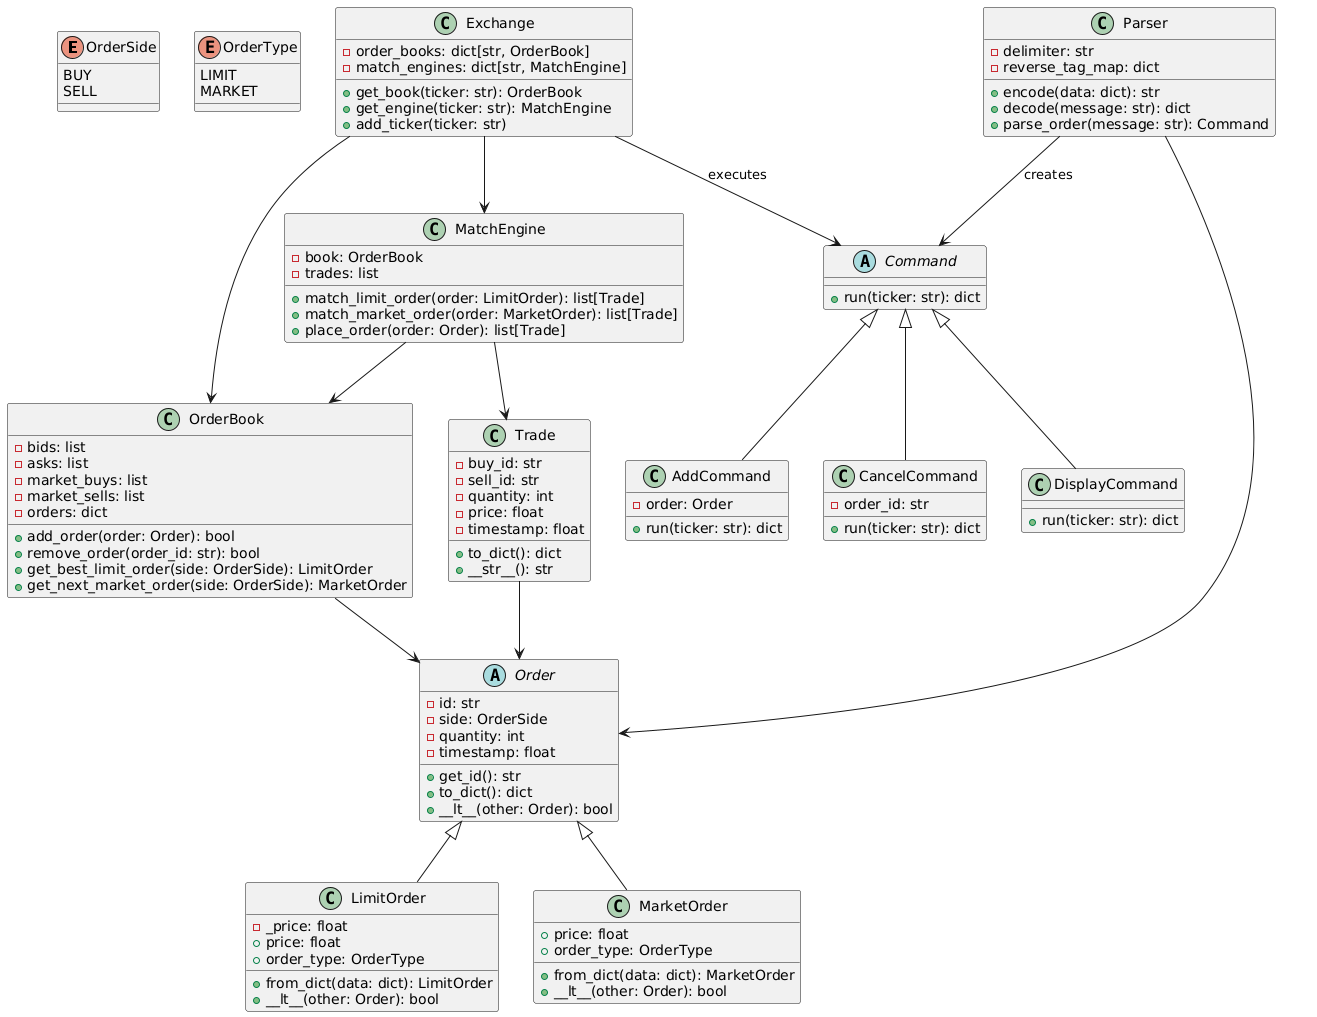 E OrderSide
BUY
SELL
E OrderType
LIMIT
MARKET
C Exchange
order_books: dict[str, OrderBook]
match_engines: dict[str, MatchEngine]
get_book(ticker: str): OrderBook
get_engine(ticker: str): MatchEngine
add_ticker(ticker: str)
C Parser
delimiter: str
reverse_tag_map: dict
encode(data: dict): str
decode(message: str): dict
parse_order(message: str): Command
executes
creates
C MatchEngine
book: OrderBook
trades: list
match_limit_order(order: LimitOrder): list[Trade]
match_market_order(order: MarketOrder): list[Trade]
place_order(order: Order): list[Trade]
A Command
run(ticker: str): dict
C OrderBook
bids: list
asks: list
market_buys: list
market_sells: list
orders: dict
add_order(order: Order): bool
remove_order(order_id: str): bool
get_best_limit_order(side: OrderSide): LimitOrder
get_next_market_order(side: OrderSide): MarketOrder
C Trade
buy_id: str
sell_id: str
quantity: int
price: float
timestamp: float
to_dict(): dict
__str__(): str
C AddCommand
order: Order
run(ticker: str): dict
C CancelCommand
order_id: str
run(ticker: str): dict
C DisplayCommand
run(ticker: str): dict
A Order
id: str
side: OrderSide
quantity: int
timestamp: float
get_id(): str
to_dict(): dict
__lt__(other: Order): bool
C LimitOrder
_price: float
price: float
order_type: OrderType
from_dict(data: dict): LimitOrder
__lt__(other: Order): bool
C MarketOrder
price: float
order_type: OrderType
from_dict(data: dict): MarketOrder
__lt__(other: Order): bool